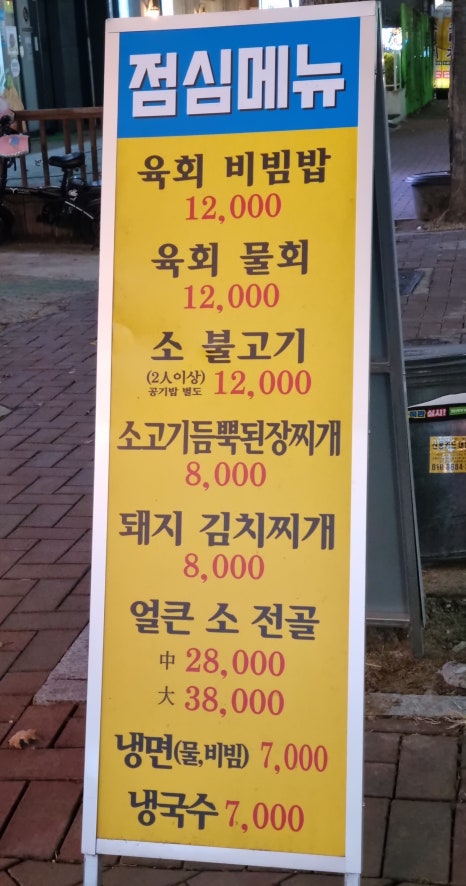 점심메뉴
육회 비빔밥
12,000
육회 물회
12,000
소 불고기
(2人이상)
공기밥 별도
12,000
소고기듬뿍된장찌개
8,000
돼지 김치찌개
8,000
얼큰 소 전골
中 28,000
大 38,000
냉면(물,비빔) 7,000
냉국수 7,000